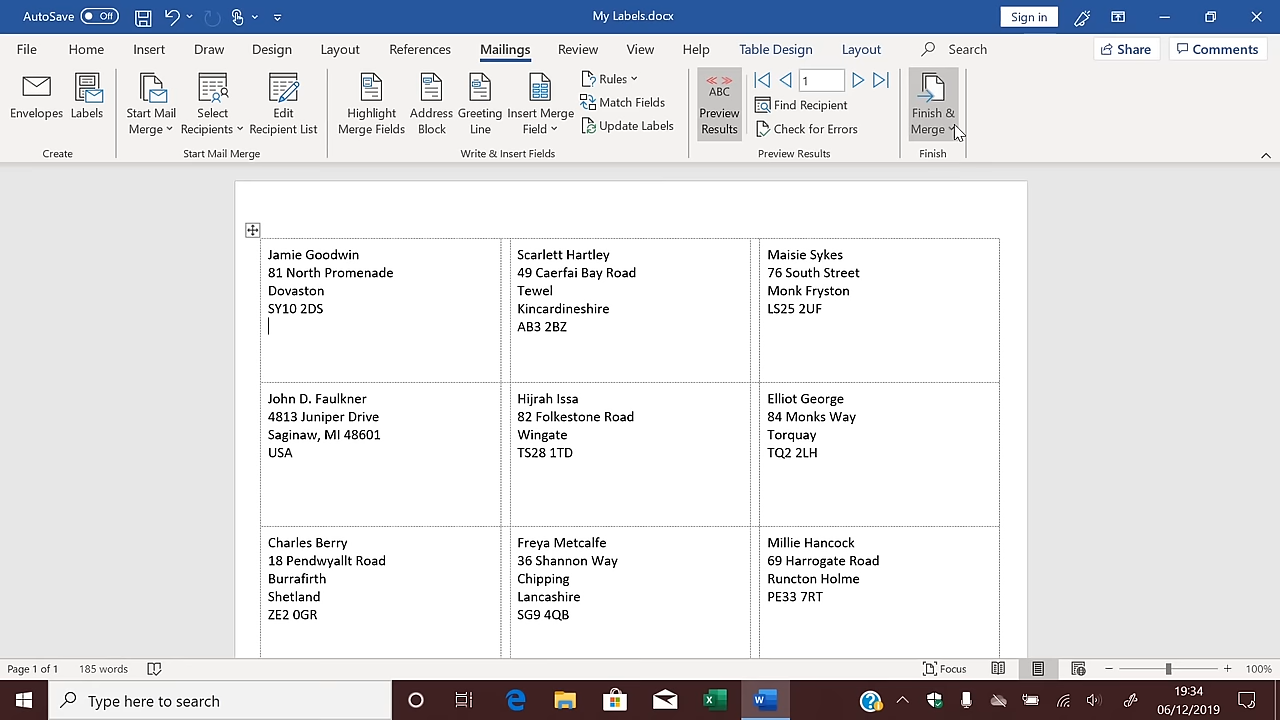 AutoSave Off
My Labels.docx
Sign in
File Home Insert Draw Design Layout References Mailings Review View Help Table Design Layout Search
Share Comments
Envelopes
Labels
Start Mail
Merge
Select
Recipients
Edit
Recipient List
Highlight
Merge Fields
Address
Block
Greeting
Line
Insert Merge
Field
Rules
Match Fields
Update Labels
ABC
Preview
Results
1
Find Recipient
Check for Errors
Finish &
Merge
Create
Start Mail Merge
Write & Insert Fields
Preview Results
Finish
Jamie Goodwin
81 North Promenade
Dovaston
SY10 2DS
Scarlett Hartley
49 Caerfai Bay Road
Tewel
Kincardineshire
AB3 2BZ
Maisie Sykes
76 South Street
Monk Fryston
LS25 2UF
John D. Faulkner
4813 Juniper Drive
Saginaw, MI 48601
USA
Hijrah Issa
82 Folkestone Road
Wingate
TS28 1TD
Elliot George
84 Monks Way
Torquay
TQ2 2LH
Charles Berry
18 Pendwyallt Road
Burrafirth
Shetland
ZE2 0GR
Freya Metcalfe
36 Shannon Way
Chipping
Lancashire
SG9 4QB
Millie Hancock
69 Harrogate Road
Runcton Holme
PE33 7RT
Page 1 of 1 185 words
Focus
100%
Type here to search
19:34
06/12/2019